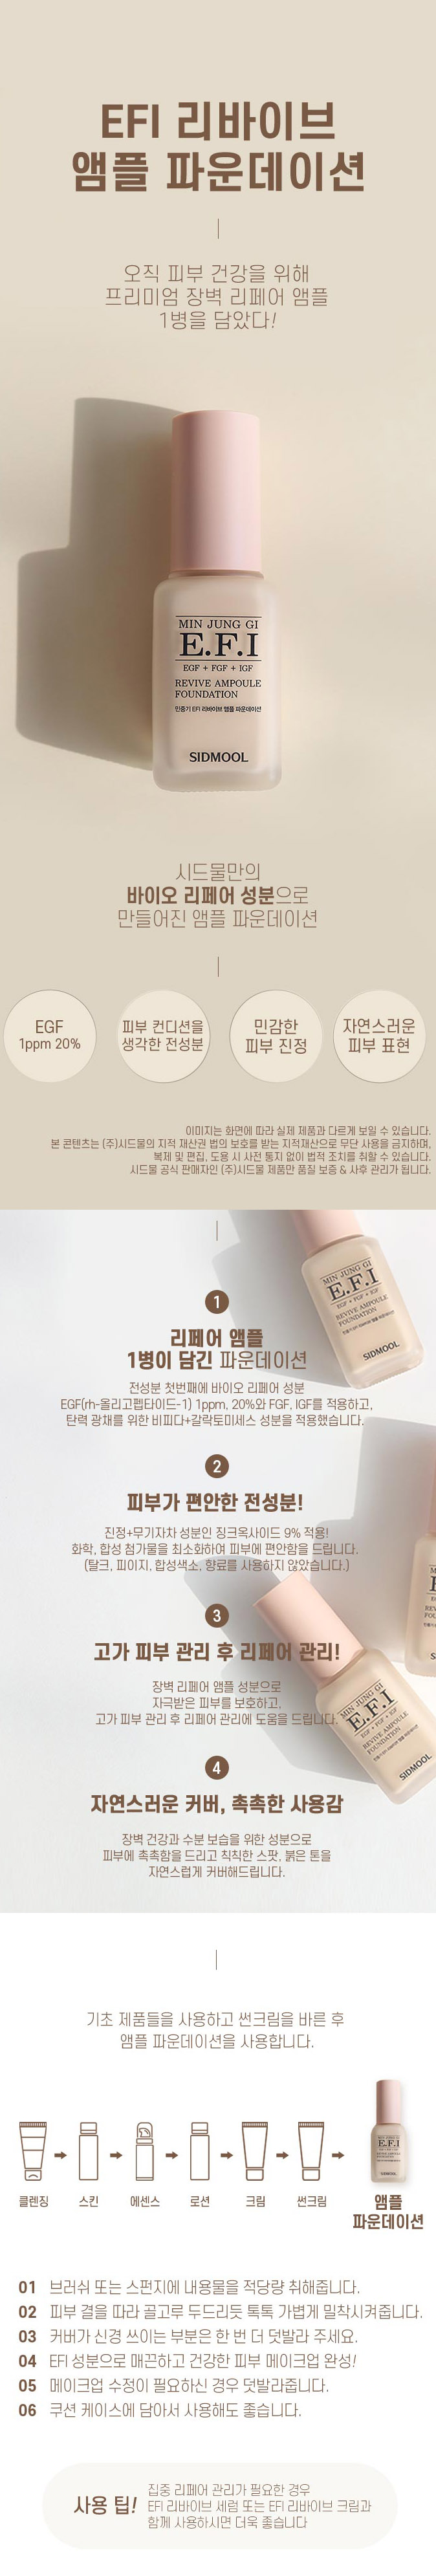 EFI 리바이브
앰플 파운데이션
오직 피부 건강을 위해
프리미엄 장벽 리페어 앰플
1병을 담았다!
MIN JUNG GI
E.F.I
EGF + FGF + IGF
REVIVE AMPOULE
FOUNDATION
민중기 EFI 리바이브 앰플 파운데이션
SIDMOOL
시드물만의
바이오 리페어 성분으로
만들어진 앰플 파운데이션
EGF
1ppm 20%
피부 컨디션을
생각한 전성분
민감한
피부 진정
자연스러운
피부 표현
이미지는 화면에 따라 실제 제품과 다르게 보일 수 있습니다.
본 콘텐츠는 (주)시드물의 지적 재산권 법의 보호를 받는 지적재산으로 무단 사용을 금지하며,
복제 및 편집, 도용 시 사전 통지 없이 법적 조치를 취할 수 있습니다.
시드물 공식 판매자인 (주)시드물 제품만 품질 보증 & 사후 관리가 됩니다.
MIN JUNG GI
E.F.I
EGF + FGF + IGF
REVIVE AMPOULE
FOUNDATION
SIDMOOL
1
리페어 앰플
1병이 담긴 파운데이션
전성분 첫번째에 바이오 리페어 성분
EGF(rh-올리고펩타이드-1) 1ppm, 20%와 FGF, IGF를 적용하고,
탄력 광채를 위한 비피다+갈락토미세스 성분을 적용했습니다.
2
피부가 편안한 전성분!
진정+무기자차 성분인 징크옥사이드 9% 적용!
화학, 합성 첨가물을 최소화하여 피부에 편안함을 드립니다.
(탈크, 피이지, 합성색소, 향료를 사용하지 않았습니다.)
3
고가 피부 관리 후 리페어 관리!
장벽 리페어 앰플 성분으로
자극받은 피부를 보호하고,
고가 피부 관리 후 리페어 관리에 도움을 드립니다.
MIN JUNG GI
E.F.I
EGF + FGF + IGF
REVIVE AMPOULE
FOUNDATION
SIDMOOL
4
자연스러운 커버, 촉촉한 사용감
장벽 건강과 수분 보습을 위한 성분으로
피부에 촉촉함을 드리고 칙칙한 스팟, 붉은 톤을
자연스럽게 커버해드립니다.
기초 제품들을 사용하고 썬크림을 바른 후
앰플 파운데이션을 사용합니다.
E.F.I
클렌징
스킨
에센스
로션
크림
썬크림
앰플
파운데이션
01 브러쉬 또는 스펀지에 내용물을 적당량 취해줍니다.
02 피부 결을 따라 골고루 두드리듯 톡톡 가볍게 밀착시켜줍니다.
03 커버가 신경 쓰이는 부분은 한 번 더 덧발라 주세요.
04 EFI 성분으로 매끈하고 건강한 피부 메이크업 완성!
05 메이크업 수정이 필요하신 경우 덧발라줍니다.
06 쿠션 케이스에 담아서 사용해도 좋습니다.
사용 팁!
집중 리페어 관리가 필요한 경우
EFI 리바이브 세럼 또는 EFI 리바이브 크림과
함께 사용하시면 더욱 좋습니다